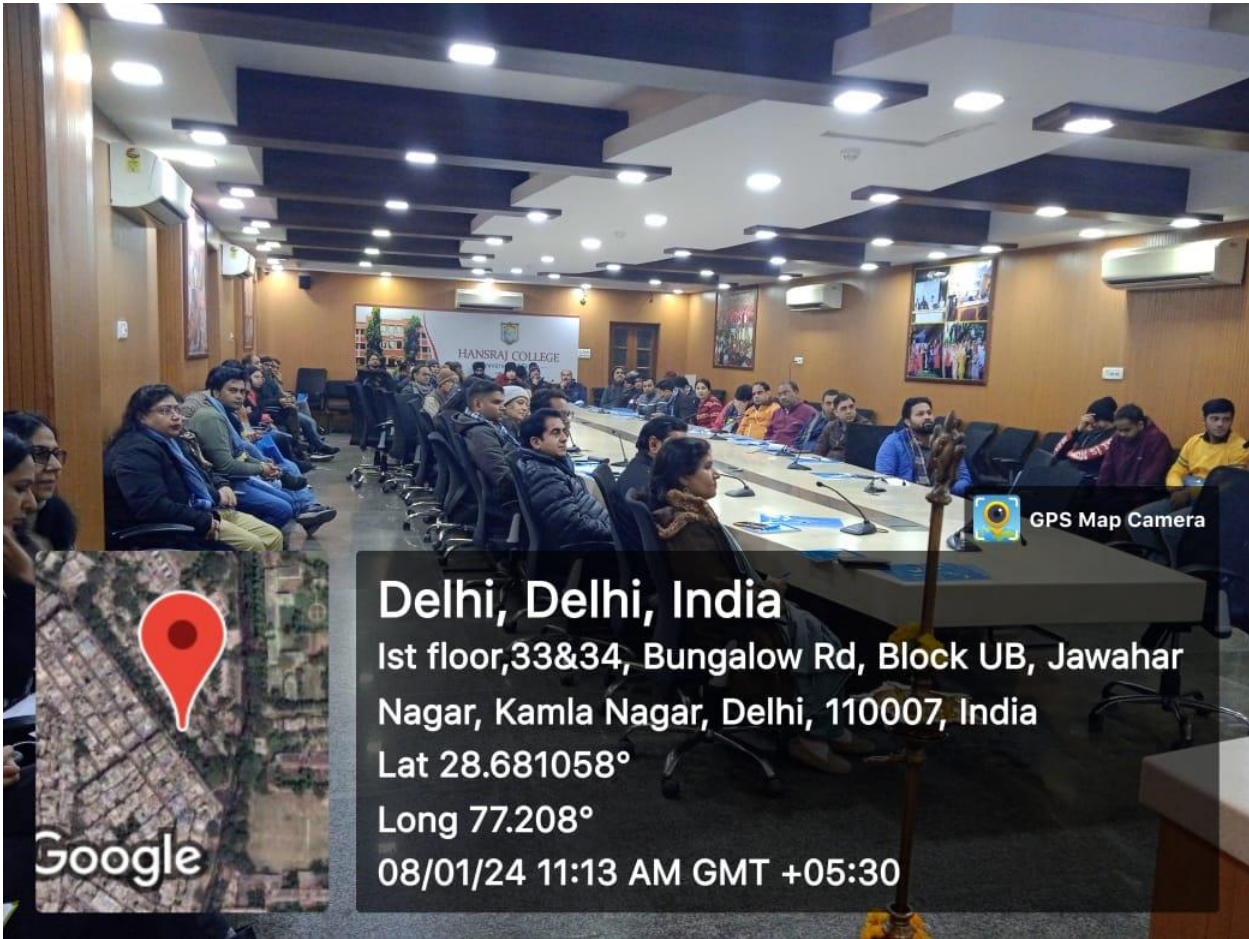 HANSRAJ COLLEGE
GPS Map Camera
Delhi, Delhi, India
Ist floor,33&34, Bungalow Rd, Block UB, Jawahar
Nagar, Kamla Nagar, Delhi, 110007, India
Lat 28.681058°
Long 77.208°
08/01/24 11:13 AM GMT +05:30
Google